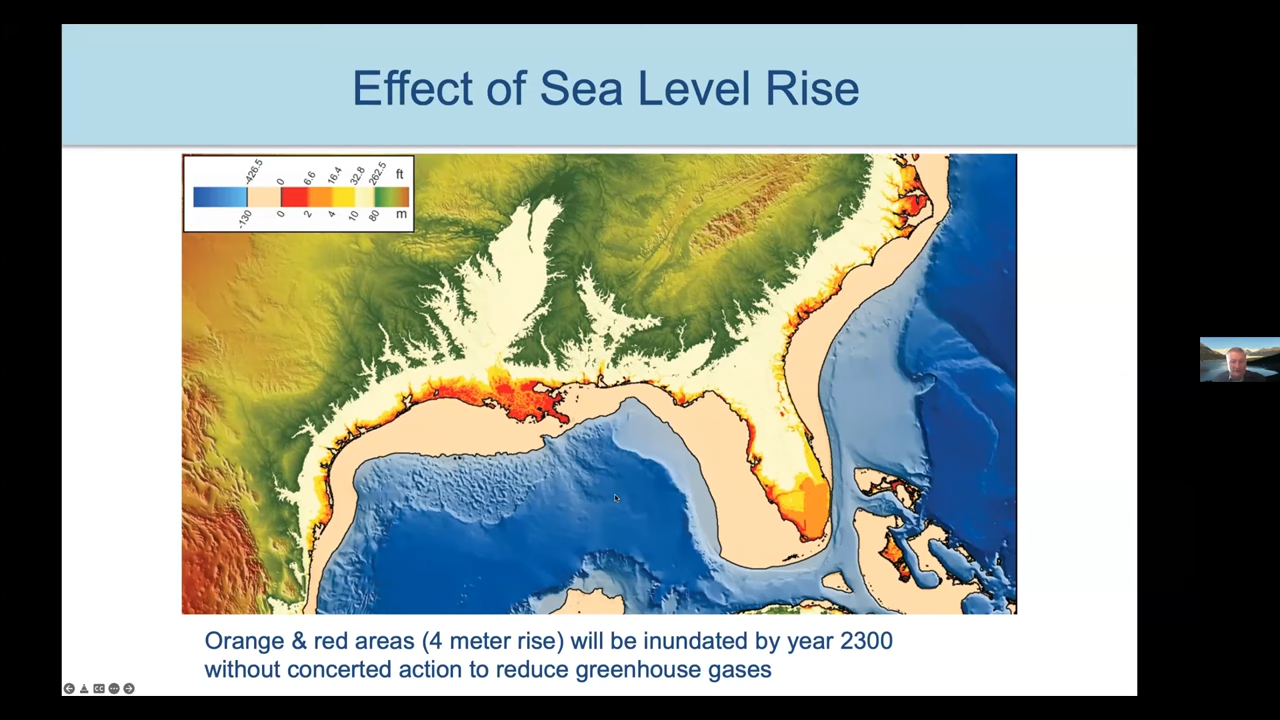 Effect of Sea Level Rise
-426.5 0 6.6 16.4 32.8 262.5 ft
-130 0 2 4 10 80 m
Orange & red areas (4 meter rise) will be inundated by year 2300
without concerted action to reduce greenhouse gases